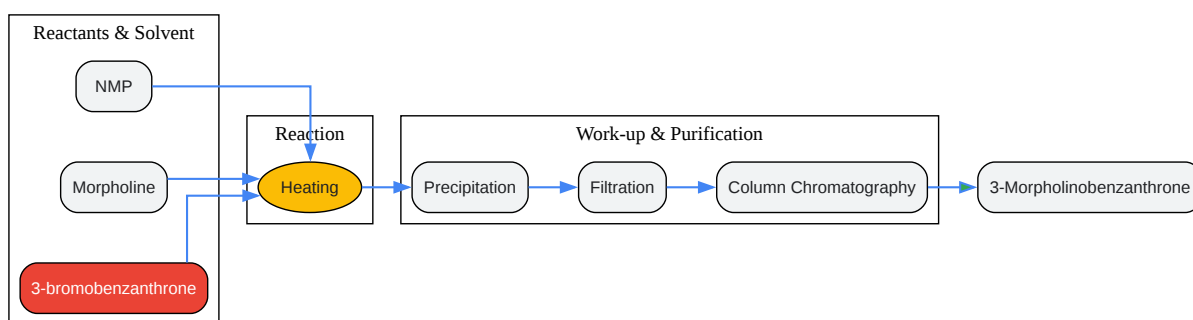 Reactants & Solvent
NMP
Morpholine
3-bromobenzanthrone
Reaction
Heating
Work-up & Purification
Precipitation
Filtration
Column Chromatography
3-Morpholinobenzanthrone